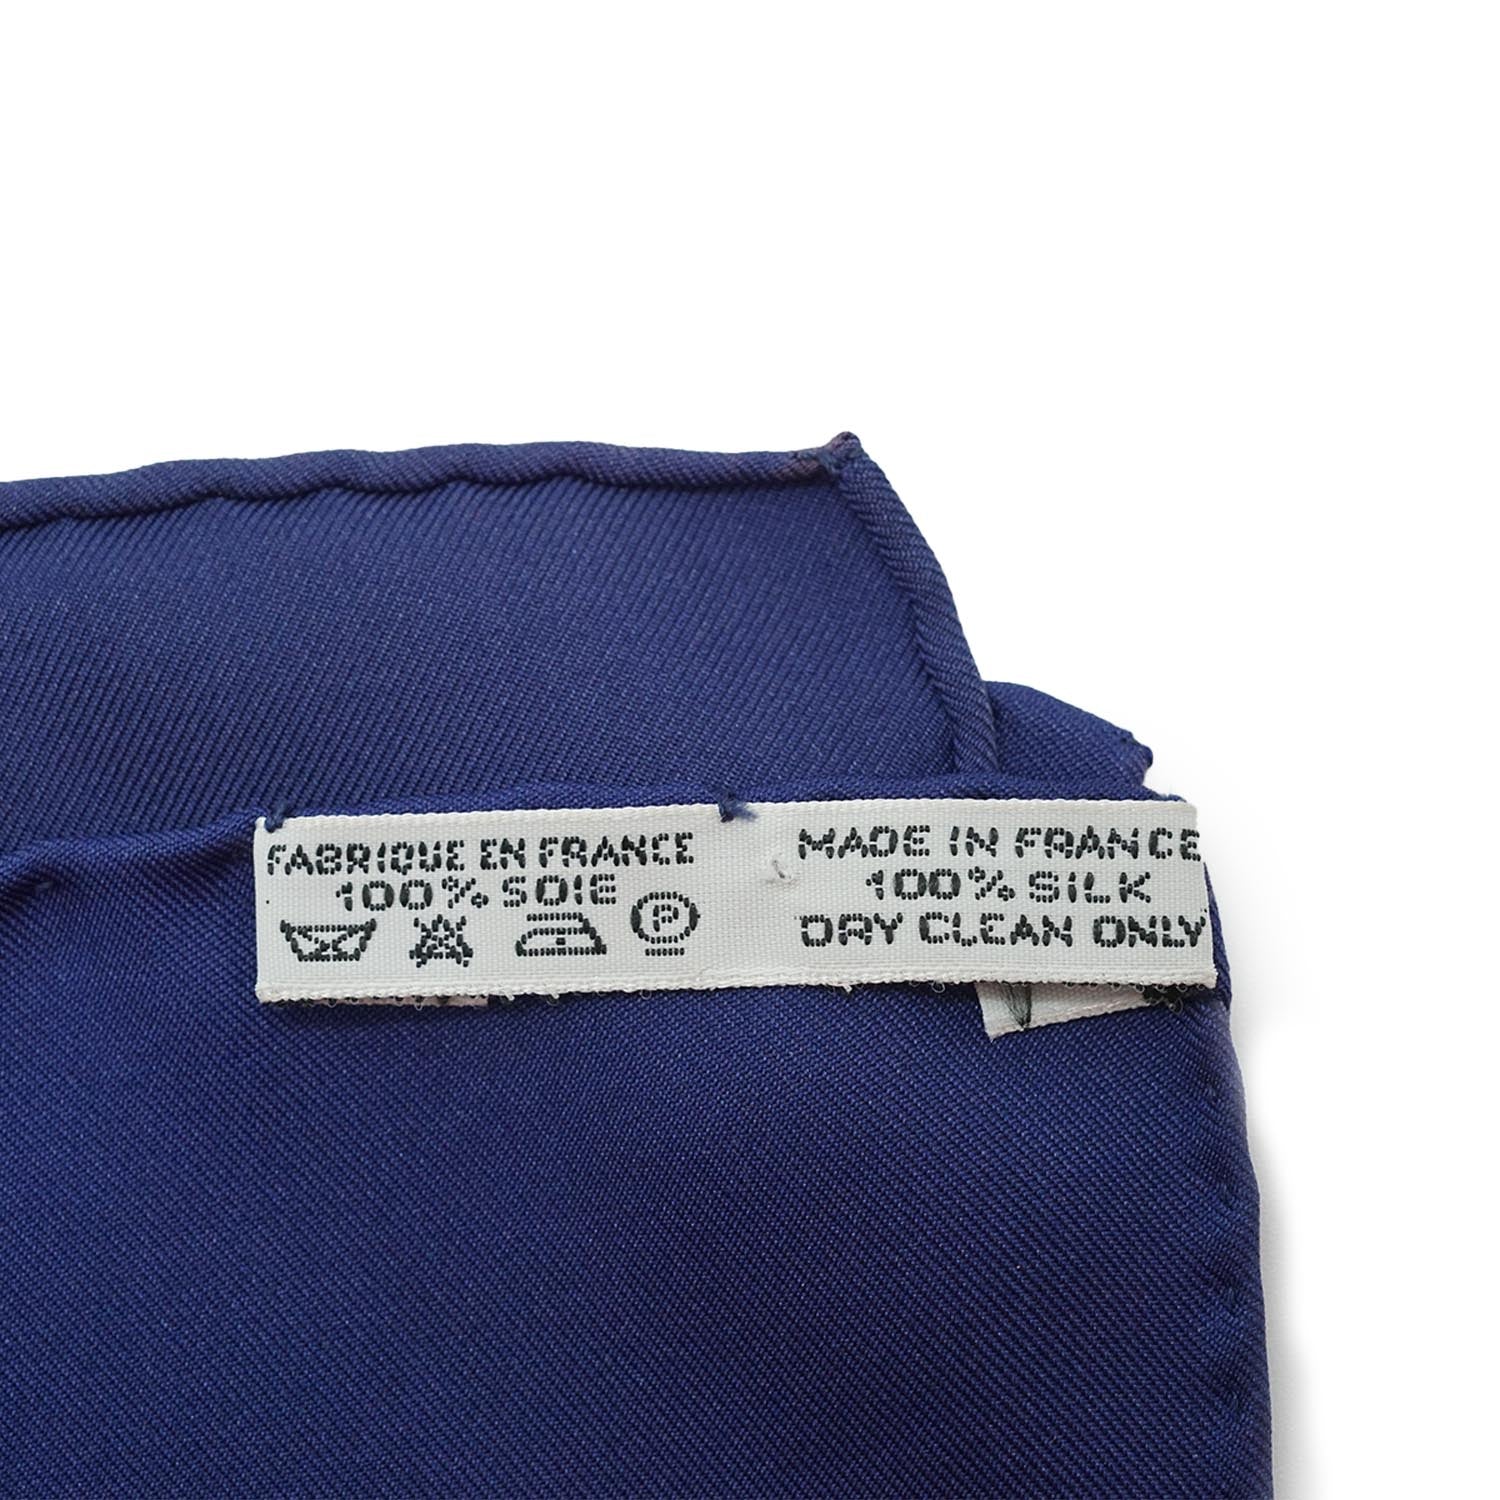 FABRIQUE EN FRANCE
100% SOIE
P
MADE IN FRANCE
100% SILK
DRY CLEAN ONLY